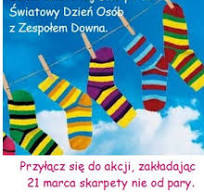 Światowy Dzień Osób
z Zespołem Downa.
Przyłącz się do akcji, zakładając
21 marca skarpety nie od pary.